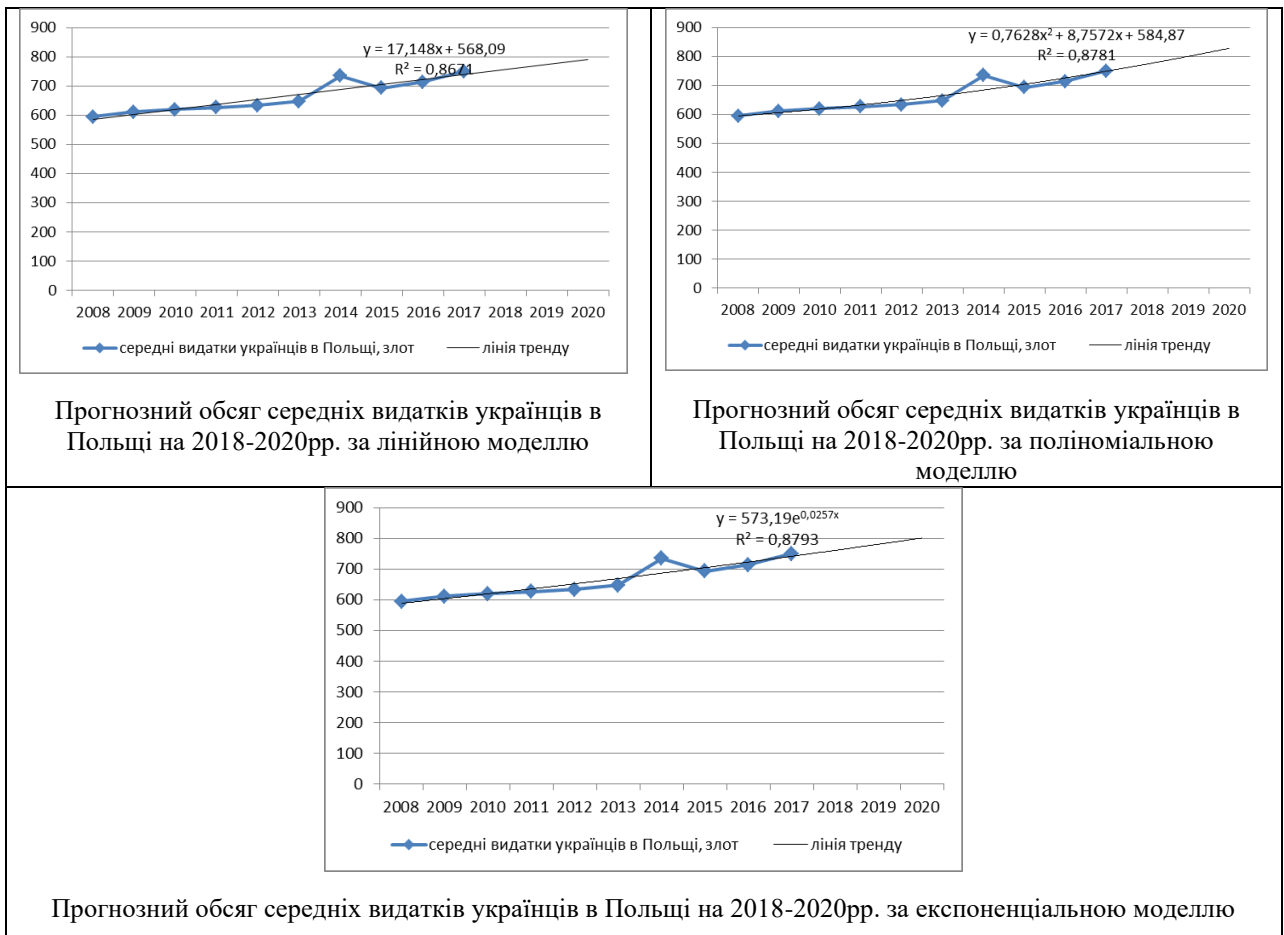 900
800
700
600
500
400
300
200
100
0
y = 17,148x + 568,09
R² = 0,8671
2008 2009 2010 2011 2012 2013 2014 2015 2016 2017 2018 2019 2020
середні видатки українців в Польщі, злот лінія тренду
Прогнозний обсяг середніх видатків українців в
Польщі на 2018-2020рр. за лінійною моделлю
900
800
700
600
500
400
300
200
100
0
y = 0,7628x² + 8,7572x + 584,87
R² = 0,8781
2008 2009 2010 2011 2012 2013 2014 2015 2016 2017 2018 2019 2020
середні видатки українців в Польщі, злот лінія тренду
Прогнозний обсяг середніх видатків українців в
Польщі на 2018-2020рр. за поліноміальною
моделлю
900
800
700
600
500
400
300
200
100
0
y = 573,19e^0,0257x
R² = 0,8793
2008 2009 2010 2011 2012 2013 2014 2015 2016 2017 2018 2019 2020
середні видатки українців в Польщі, злот лінія тренду
Прогнозний обсяг середніх видатків українців в Польщі на 2018-2020рр. за експоненціальною моделлю